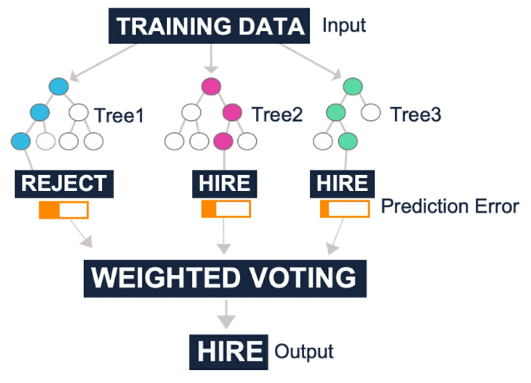 TRAINING DATA Input
Tree1 Tree2 Tree3
REJECT HIRE HIRE
Prediction Error
WEIGHTED VOTING
HIRE Output